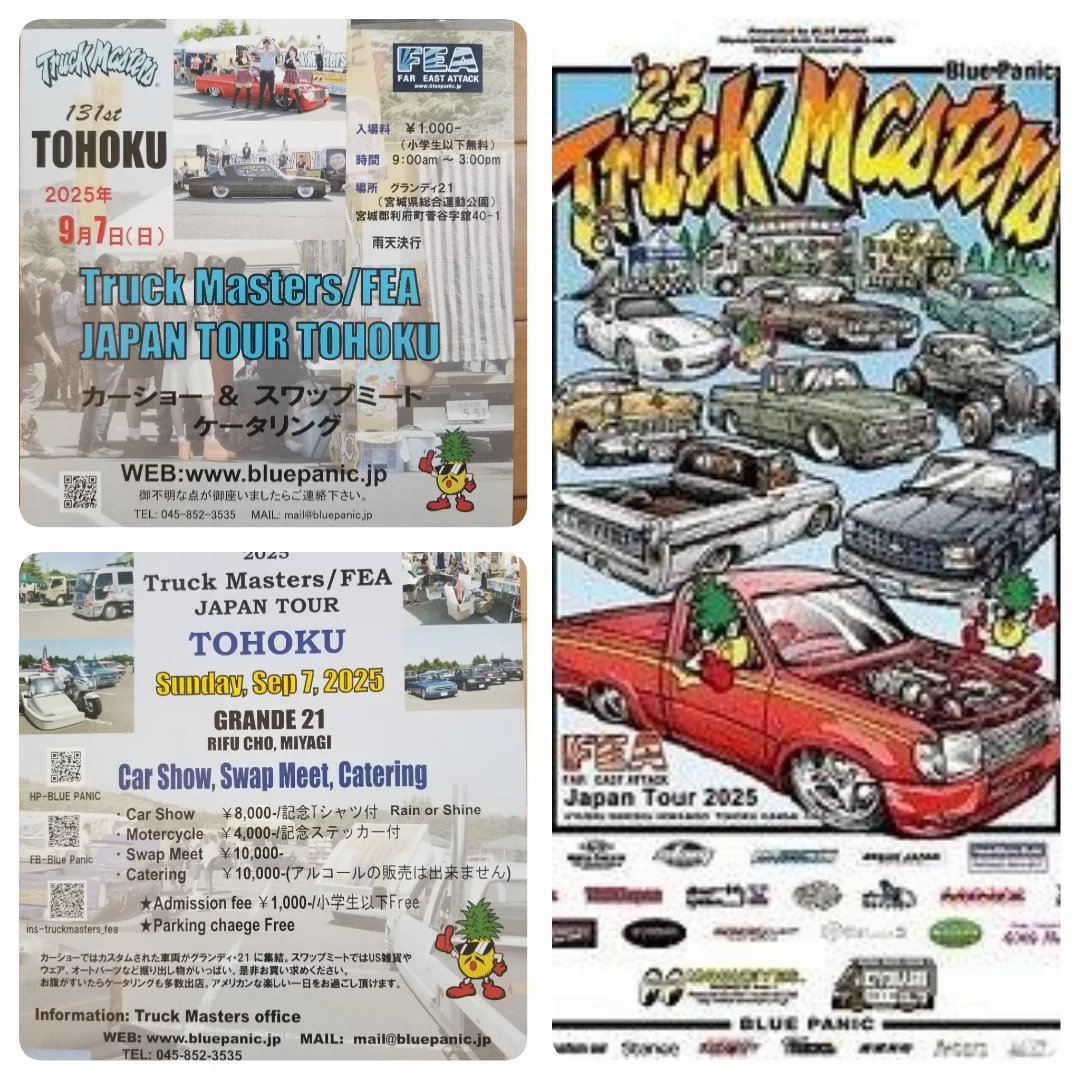 Truck Masters
FEA
FAR EAST ATTACK
www.bluepanic.jp
131st
TOHOKU
2025年
9月7日(日)
入場料 ¥1,000-
(小学生以下無料)
時間 9:00am ～ 3:00pm
場所 グランディ21
(宮城県総合運動公園)
宮城郡利府町菅谷字舘40-1
雨天決行
Truck Masters/FEA
JAPAN TOUR TOHOKU
カーショー & スワップミート
ケータリング
WEB:www.bluepanic.jp
御不明な点が御座いましたらご連絡下さい。
TEL: 045-852-3535 MAIL: mail@bluepanic.jp
2025
Truck Masters/FEA
JAPAN TOUR
TOHOKU
Sunday, Sep 7, 2025
GRANDE 21
RIFU CHO, MIYAGI
Car Show, Swap Meet, Catering
HP-BLUE PANIC
FB-Blue Panic
ins-truckmasters_fea
・Car Show ¥8,000-/記念Tシャツ付 Rain or Shine
・Motercycle ¥4,000-/記念ステッカー付
・Swap Meet ¥10,000-
・Catering ¥10,000-(アルコールの販売は出来ません)
★Admission fee ¥1,000-/小学生以下Free
★Parking chaege Free
カーショーではカスタムされた車両がグランディ・21 に集結。スワップミートではUS雑貨や
ウェア、オートパーツなど掘り出し物がいっぱい。是非お買い求めください。
お腹がすいたらケータリングも多数出店。アメリカンな楽しい一日をお過ごし頂けます。
Information: Truck Masters office
WEB: www.bluepanic.jp MAIL: mail@bluepanic.jp
TEL: 045-852-3535
Blue Panic
'25
Truck Masters
FEA
FAR EAST ATTACK
Japan Tour 2025
MOONEYES
BLUE PANIC
Stance